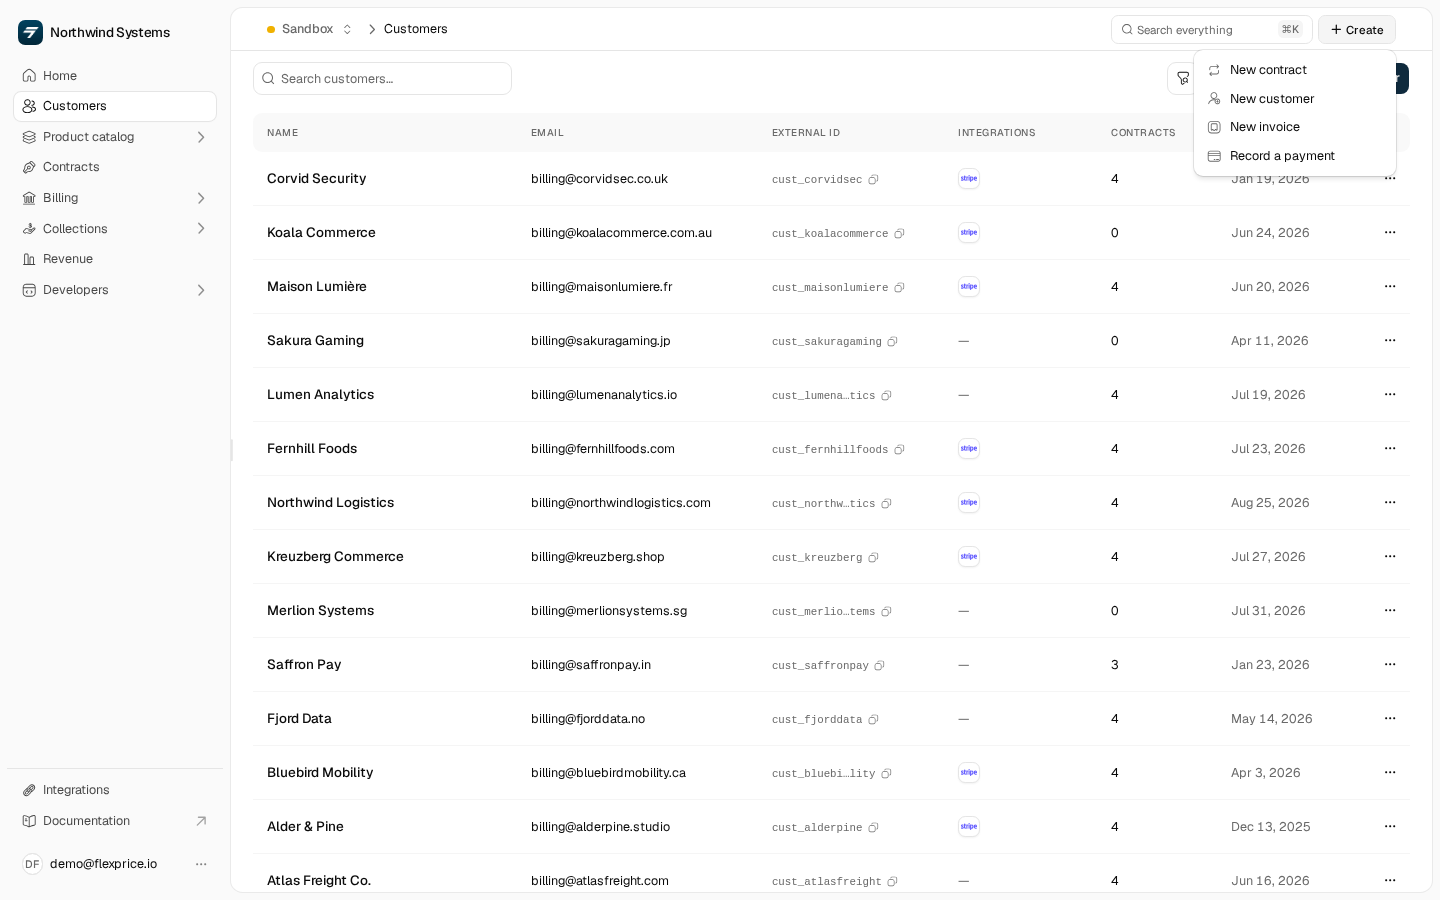 Northwind Systems
Home
Customers
Product catalog
Contracts
Billing
Collections
Revenue
Developers
Integrations
Documentation
DF demo@flexprice.io
Sandbox Customers
Search everything ⌘K Create
Search customers...
New contract
New customer
New invoice
Record a payment
NAME EMAIL EXTERNAL ID INTEGRATIONS CONTRACTS
Corvid Security billing@corvidsec.co.uk cust_corvidsec stripe 4 Jan 19, 2026
Koala Commerce billing@koalacommerce.com.au cust_koalacommerce stripe 0 Jun 24, 2026
Maison Lumière billing@maisonlumiere.fr cust_maisonlumiere stripe 4 Jun 20, 2026
Sakura Gaming billing@sakuragaming.jp cust_sakuragaming — 0 Apr 11, 2026
Lumen Analytics billing@lumenanalytics.io cust_lumena…tics — 4 Jul 19, 2026
Fernhill Foods billing@fernhillfoods.com cust_fernhillfoods stripe 4 Jul 23, 2026
Northwind Logistics billing@northwindlogistics.com cust_northw…tics stripe 4 Aug 25, 2026
Kreuzberg Commerce billing@kreuzberg.shop cust_kreuzberg stripe 4 Jul 27, 2026
Merlion Systems billing@merlionsystems.sg cust_merlio…tems — 0 Jul 31, 2026
Saffron Pay billing@saffronpay.in cust_saffronpay — 3 Jan 23, 2026
Fjord Data billing@fjorddata.no cust_fjorddata — 4 May 14, 2026
Bluebird Mobility billing@bluebirdmobility.ca cust_bluebi…lity stripe 4 Apr 3, 2026
Alder & Pine billing@alderpine.studio cust_alderpine stripe 4 Dec 13, 2025
Atlas Freight Co. billing@atlasfreight.com cust_atlasfreight — 4 Jun 16, 2026